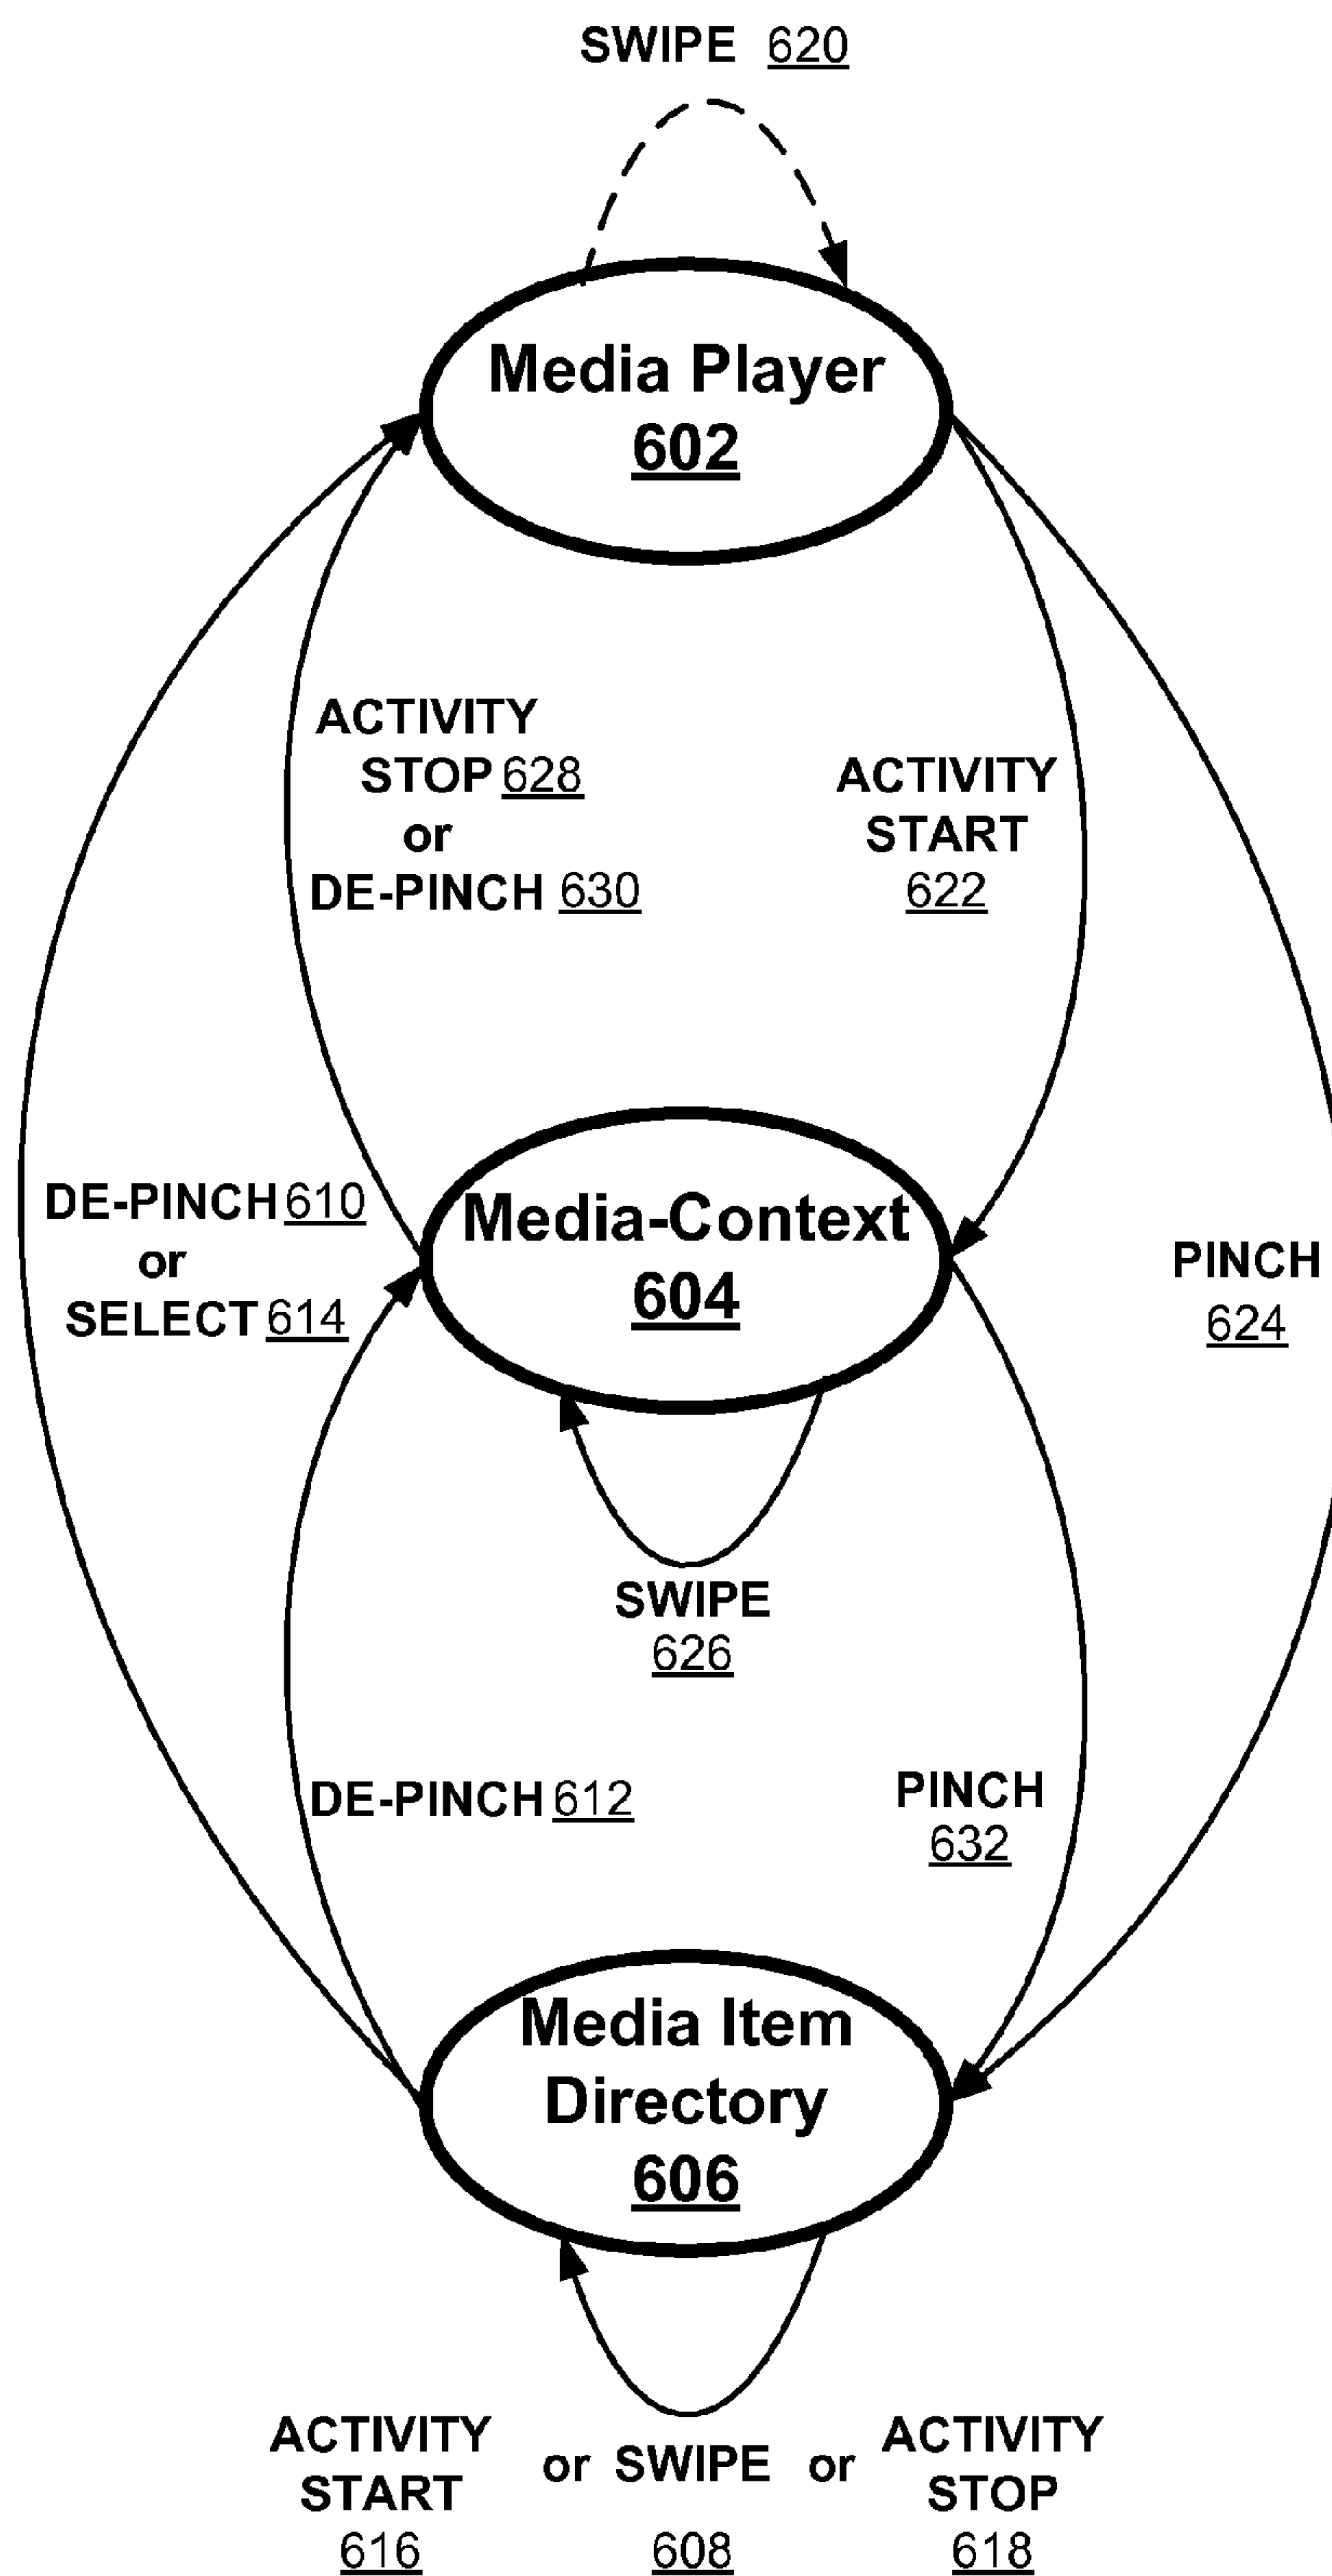 SWIPE 620
Media Player
602
ACTIVITY
STOP 628
or
DE-PINCH 630
ACTIVITY
START
622
DE-PINCH 610
or
SELECT 614
Media-Context
604
PINCH
624
SWIPE
626
DE-PINCH 612
PINCH
632
Media Item
Directory
606
ACTIVITY
START
616
or SWIPE or
608
ACTIVITY
STOP
618